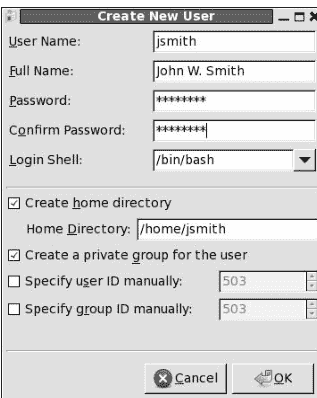 Create New User
User Name: jsmith
Full Name: John W. Smith
Password: ********
Confirm Password: ********
Login Shell: /bin/bash
Create home directory
Home Directory: /home/jsmith
Create a private group for the user
Specify user ID manually: 503
Specify group ID manually: 503
Cancel OK